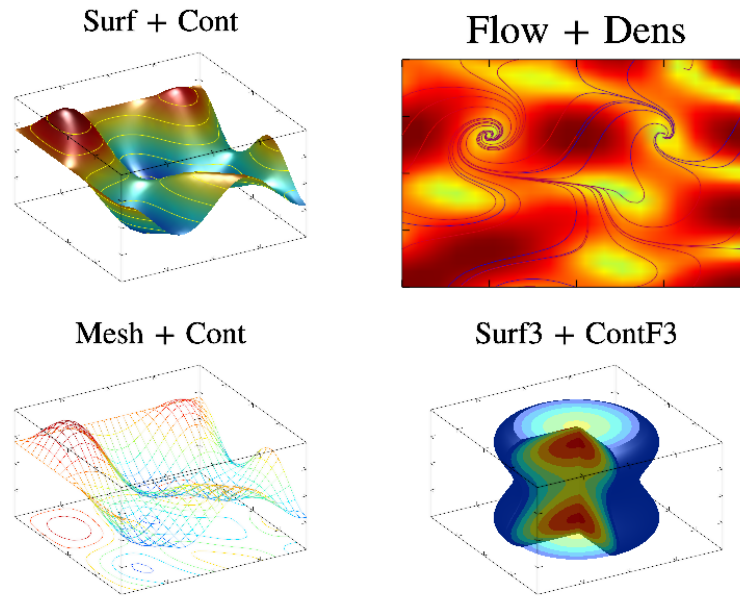 Surf + Cont
Flow + Dens
Mesh + Cont
Surf3 + ContF3